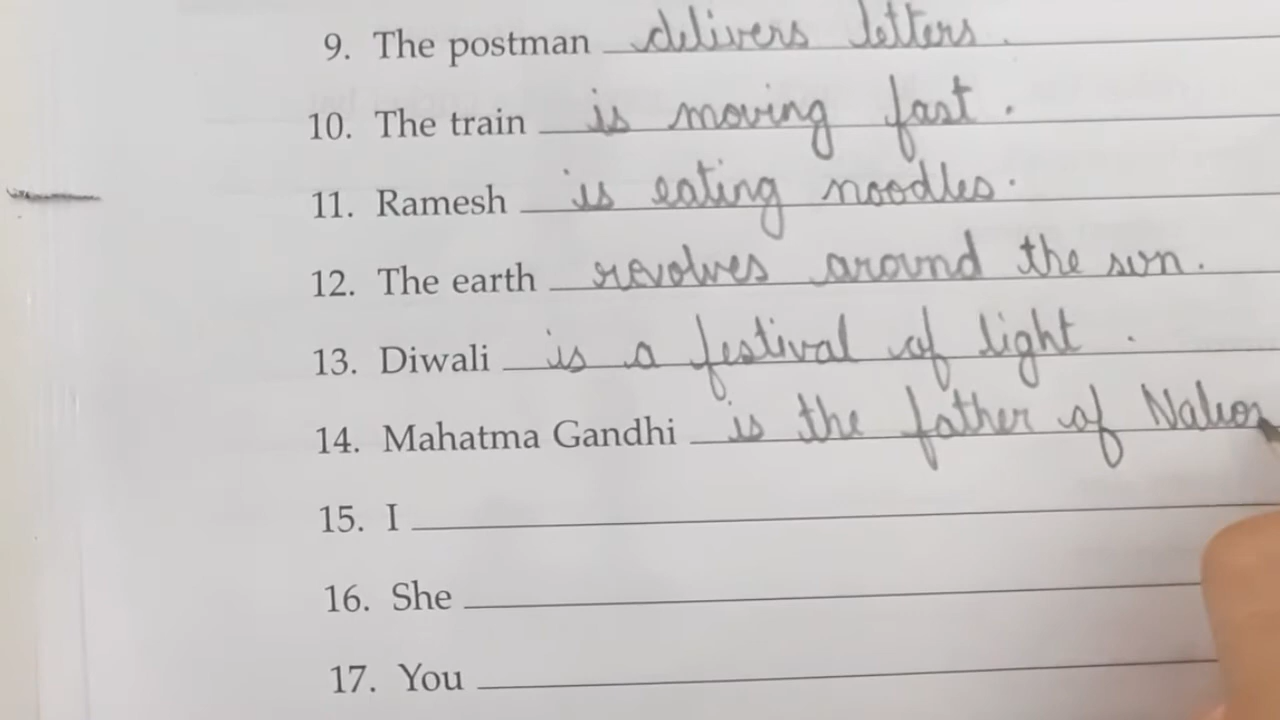 9. The postman delivers letters.
10. The train is moving fast.
11. Ramesh is eating noodles.
12. The earth revolves around the sun.
13. Diwali is a festival of light.
14. Mahatma Gandhi is the father of Nation
15. I
16. She
17. You